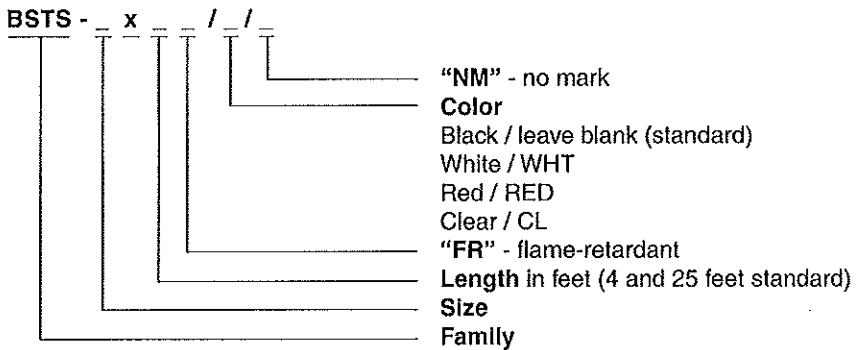 BSTS - _ x _ _ / _ / _
“NM” - no mark
Color
Black / leave blank (standard)
White / WHT
Red / RED
Clear / CL
“FR” - flame-retardant
Length in feet (4 and 25 feet standard)
Size
Family